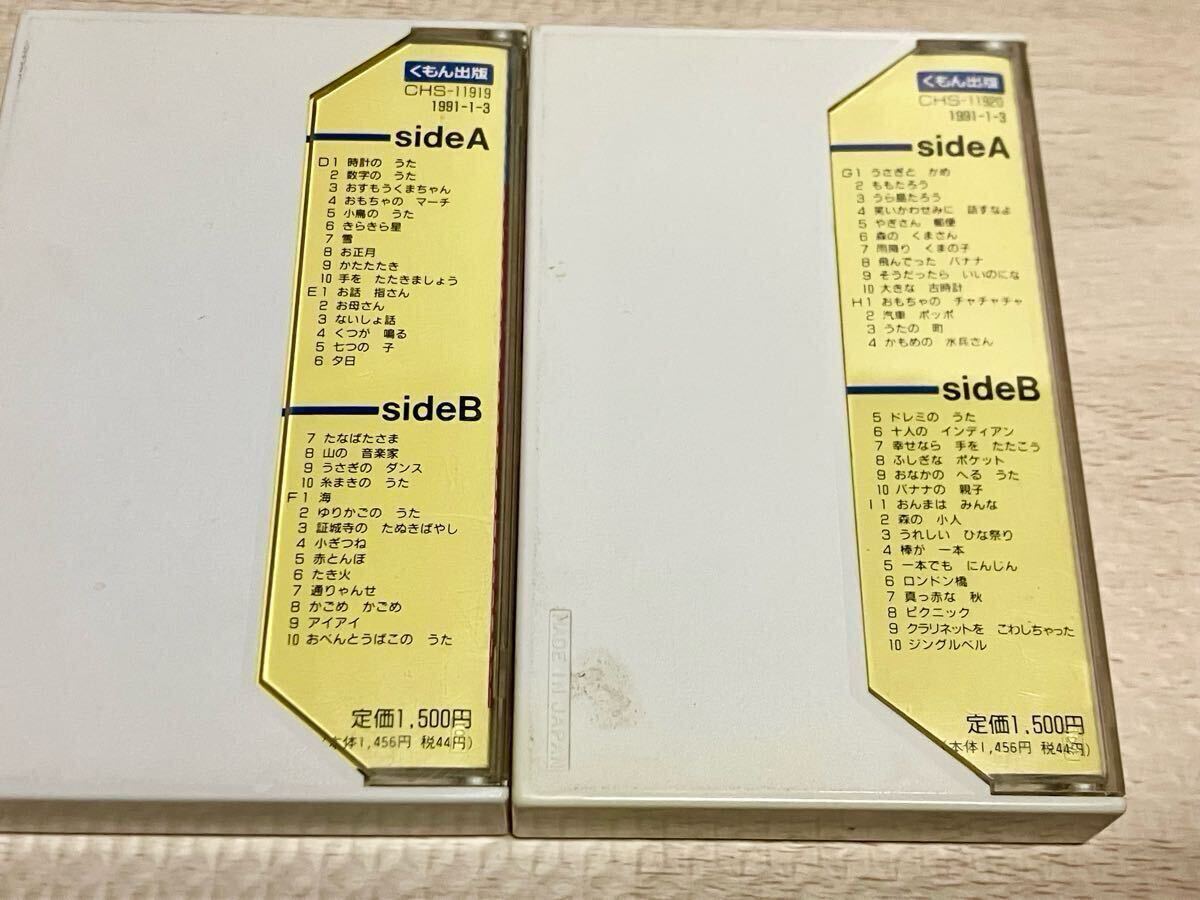 くもん出版
CHS-11919
1991-1-3
sideA
D1 時計の うた
2 数字の うた
3 おすもうくまちゃん
4 おもちゃの マーチ
5 小鳥の うた
6 きらきら星
7 雪
8 お正月
9 かたたたき
10 手を たたきましょう
E1 お話 指さん
2 お母さん
3 ないしょ話
4 くつが 鳴る
5 七つの 子
6 夕日
sideB
7 たなばたさま
8 山の 音楽家
9 うさぎの ダンス
10 糸まきの うた
F1 海
2 ゆりかごの うた
3 証城寺の たぬきばやし
4 小ぎつね
5 赤とんぼ
6 たき火
7 通りゃんせ
8 かごめ かごめ
9 アイアイ
10 おべんとうばこの うた
定価1,500円
(本体1,456円 税44円)
くもん出版
CHS-11920
1991-1-3
sideA
G1 うさぎと かめ
2 ももたろう
3 うら島たろう
4 笑いかわせみに 話すなよ
5 やぎさん 郵便
6 森の くまさん
7 雨降り くまの子
8 飛んでった バナナ
9 そうだったら いいのにな
10 大きな 古時計
H1 おもちゃの チャチャチャ
2 汽車 ポッポ
3 うたの 町
4 かもめの 水兵さん
sideB
5 ドレミの うた
6 十人の インディアン
7 幸せなら 手を たたこう
8 ふしぎな ポケット
9 おなかの へる うた
10 バナナの 親子
I1 おんまは みんな
2 森の 小人
3 うれしい ひな祭り
4 棒が 一本
5 一本でも にんじん
6 ロンドン橋
7 真っ赤な 秋
8 ピクニック
9 クラリネットを こわしちゃった
10 ジングルベル
定価1,500円
(本体1,456円 税44円)
MADE IN JAPAN